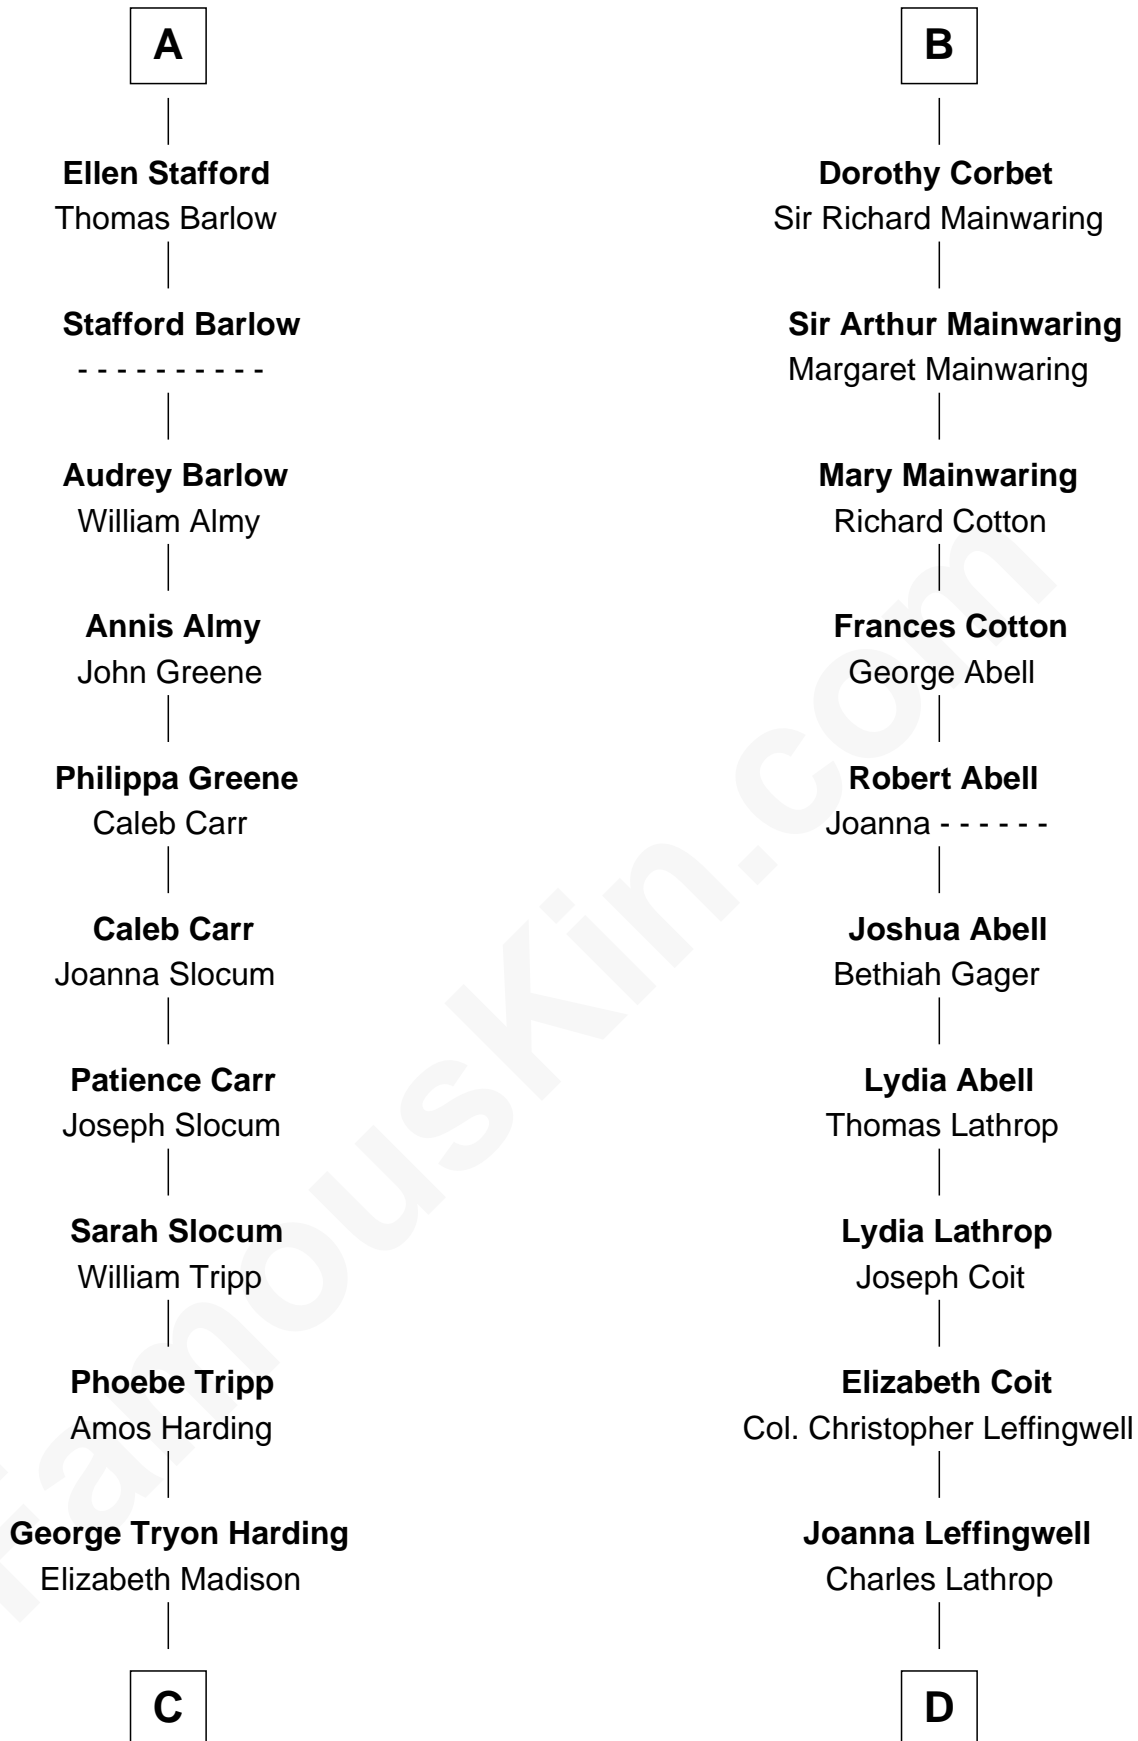 A
Ellen Stafford
Thomas Barlow
Stafford Barlow
- - - - - - - - - -
Audrey Barlow
William Almy
Annis Almy
John Greene
Philippa Greene
Caleb Carr
Caleb Carr
Joanna Slocum
Patience Carr
Joseph Slocum
Sarah Slocum
William Tripp
Phoebe Tripp
Amos Harding
George Tryon Harding
Elizabeth Madison
C
B
Dorothy Corbet
Sir Richard Mainwaring
Sir Arthur Mainwaring
Margaret Mainwaring
Mary Mainwaring
Richard Cotton
Frances Cotton
George Abell
Robert Abell
Joanna - - - - - -
Joshua Abell
Bethiah Gager
Lydia Abell
Thomas Lathrop
Lydia Lathrop
Joseph Coit
Elizabeth Coit
Col. Christopher Leffingwell
Joanna Leffingwell
Charles Lathrop
D
FamousKin.com